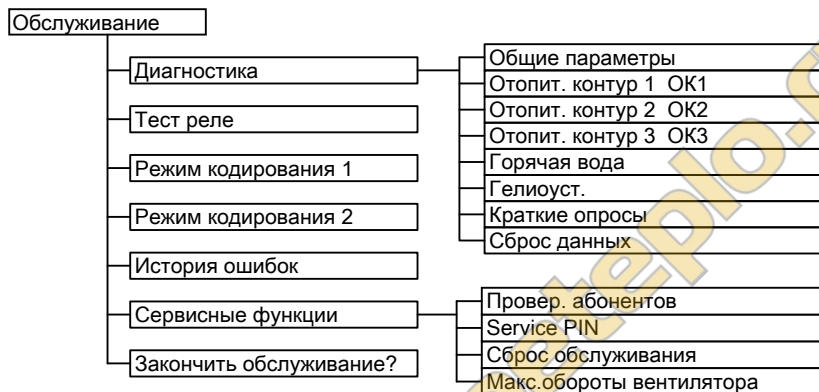 Обслуживание
Диагностика
Общие параметры
Отопит. контур 1 ОК1
Отопит. контур 2 ОК2
Отопит. контур 3 ОК3
Горячая вода
Гелиоуст.
Краткие опросы
Сброс данных
Тест реле
Режим кодирования 1
Режим кодирования 2
История ошибок
Сервисные функции
Провер. абонентов
Service PIN
Сброс обслуживания
Макс.обороты вентилятора
Закончить обслуживание?